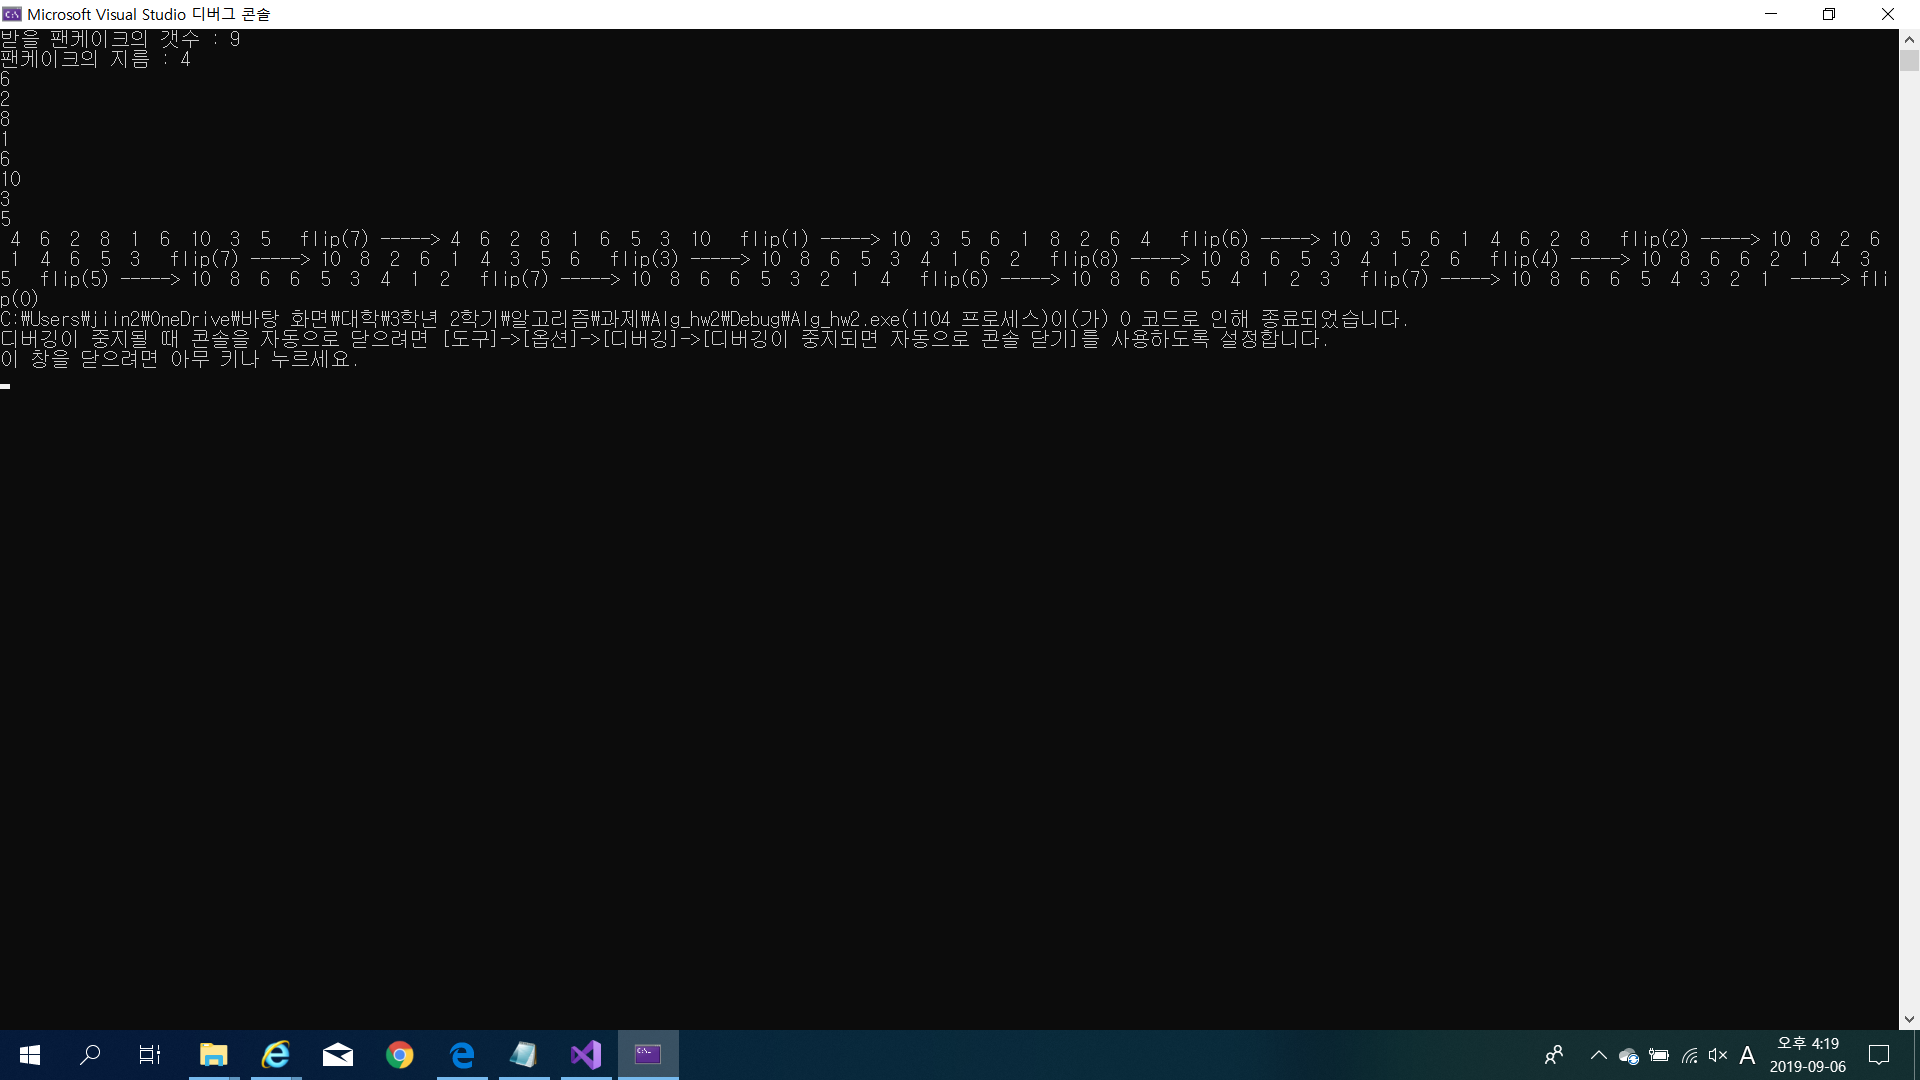 Microsoft Visual Studio 디버그 콘솔
받을 팬케이크의 갯수 : 9
팬케이크의 지름 : 4
6
2
8
1
6
10
3
5
4 6 2 8 1 6 10 3 5 flip(7) -----> 4 6 2 8 1 6 5 3 10 flip(1) -----> 10 3 5 6 1 8 2 6 4 flip(6) -----> 10 3 5 6 1 4 6 2 8 flip(2) -----> 10 8 2 6
1 4 6 5 3 flip(7) -----> 10 8 2 6 1 4 3 5 6 flip(3) -----> 10 8 6 5 3 4 1 6 2 flip(8) -----> 10 8 6 5 3 4 1 2 6 flip(4) -----> 10 8 6 6 2 1 4 3
5 flip(5) -----> 10 8 6 6 5 3 4 1 2 flip(7) -----> 10 8 6 6 5 3 2 1 4 flip(6) -----> 10 8 6 6 5 4 1 2 3 flip(7) -----> 10 8 6 6 5 4 3 2 1 -----> fli
p(0)
C:\Users\jiin2\OneDrive\바탕 화면\대학\3학년 2학기\알고리즘\과제\Alg_hw2\Debug\Alg_hw2.exe(1104 프로세스)이(가) 0 코드로 인해 종료되었습니다.
디버깅이 중지될 때 콘솔을 자동으로 닫으려면 [도구]->[옵션]->[디버깅]->[디버깅이 중지되면 자동으로 콘솔 닫기]를 사용하도록 설정합니다.
이 창을 닫으려면 아무 키나 누르세요.
A
오후 4:19
2019-09-06